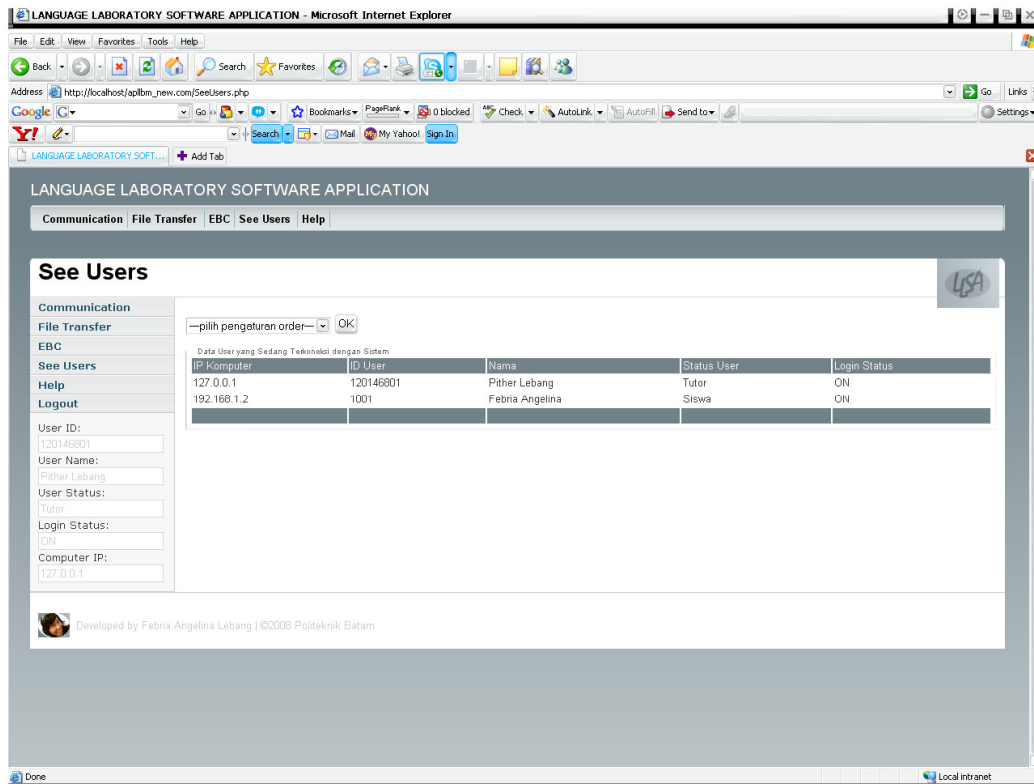 LANGUAGE LABORATORY SOFTWARE APPLICATION - Microsoft Internet Explorer
File Edit View Favorites Tools Help
Back Search Favorites
Address http://localhost/apllbm_new.com/SeeUsers.php Go Links
Google G Go Bookmarks PageRank 0 blocked ABC Check AutoLink AutoFill Send to Settings
Y! Search Mail My Yahoo! Sign In
LANGUAGE LABORATORY SOFT... Add Tab
LANGUAGE LABORATORY SOFTWARE APPLICATION
Communication File Transfer EBC See Users Help
See Users
LLSA
Communication
File Transfer
EBC
See Users
Help
Logout
User ID:
120146801
User Name:
Pither Lebang
User Status:
Tutor
Login Status:
ON
Computer IP:
127.0.0.1
—pilih pengaturan order— OK
Data User yang Sedang Terkoneksi dengan Sistem
IP Komputer ID User Nama Status User Login Status
127.0.0.1 120146801 Pither Lebang Tutor ON
192.168.1.2 1001 Febria Angelina Siswa ON
Developed by Febria Angelina Lebang | ©2008 Politeknik Batam
Done Local intranet